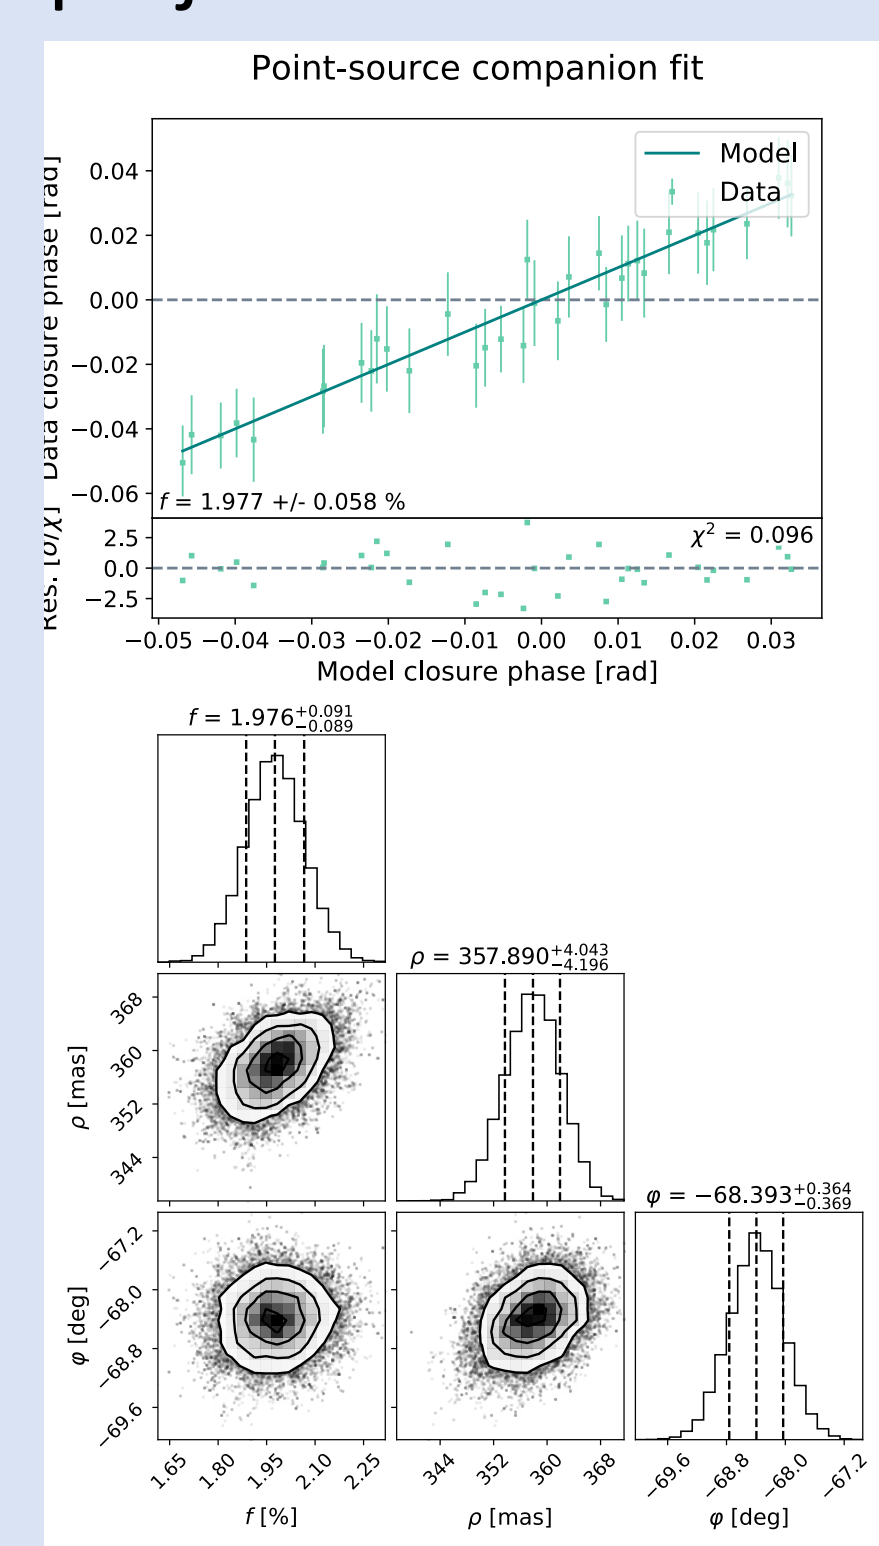 Point-source companion fit
Data closure phase [rad]
0.04
0.02
0.00
−0.02
−0.04
−0.06
Model
Data
f = 1.977 +/- 0.058 %
Res. [σ/χ]
2.5
0.0
−2.5
χ² = 0.096
−0.05 −0.04 −0.03 −0.02 −0.01 0.00 0.01 0.02 0.03
Model closure phase [rad]
f = 1.976+0.091−0.089
ρ = 357.890+4.043−4.196
ρ [mas]
368
360
352
344
φ = −68.393+0.364−0.369
φ [deg]
−67.2
−68.0
−68.8
−69.6
1.65 1.80 1.95 2.10 2.25
344 352 360 368
−69.6 −68.8 −68.0 −67.2
f [%]
ρ [mas]
φ [deg]